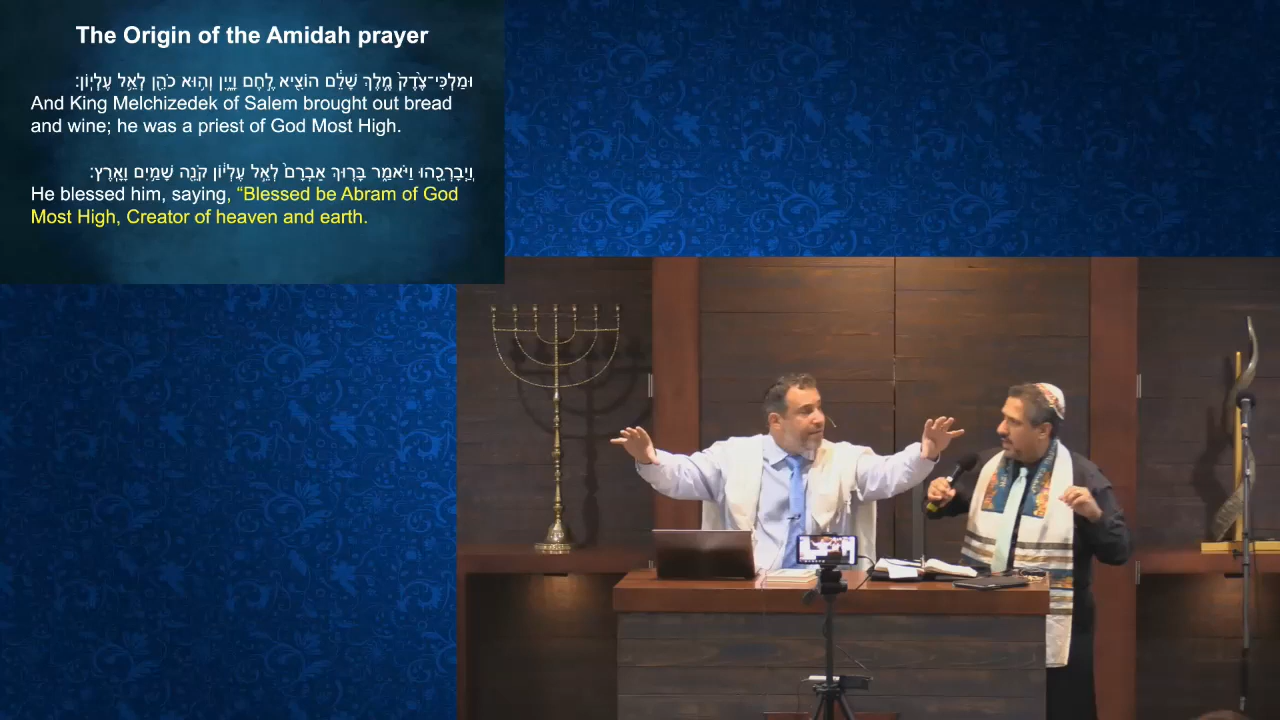 The Origin of the Amidah prayer
וּמַלְכִּי־צֶ֙דֶק֙ מֶ֣לֶךְ שָׁלֵ֔ם הוֹצִ֖יא לֶ֣חֶם וָיָ֑יִן וְה֥וּא כֹהֵ֖ן לְאֵ֥ל עֶלְיֽוֹן׃
And King Melchizedek of Salem brought out bread
and wine; he was a priest of God Most High.
וַֽיְבָרְכֵ֖הוּ וַיֹּאמַ֑ר בָּר֤וּךְ אַבְרָם֙ לְאֵ֣ל עֶלְי֔וֹן קֹנֵ֖ה שָׁמַ֥יִם וָאָֽרֶץ׃
He blessed him, saying, “Blessed be Abram of God
Most High, Creator of heaven and earth.